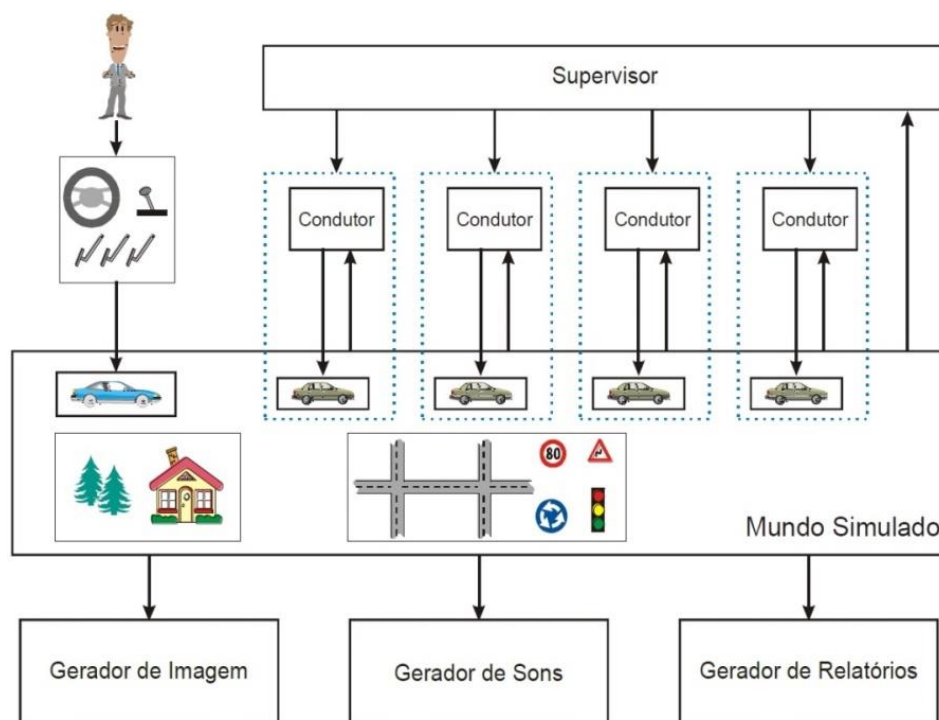 Supervisor
Condutor
Condutor
Condutor
Condutor
80
Mundo Simulado
Gerador de Imagem
Gerador de Sons
Gerador de Relatórios